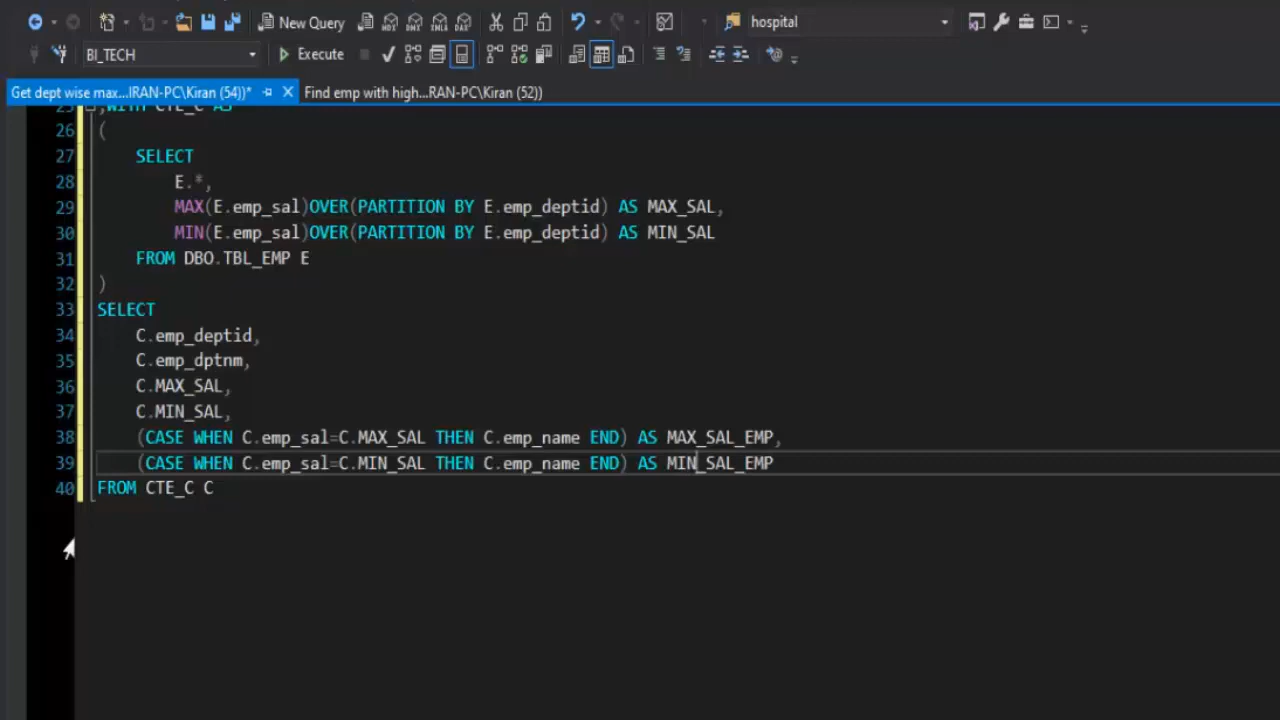 New Query
hospital
BI_TECH
Execute
Get dept wise max...IRAN-PC\Kiran (54))*
Find emp with high...RAN-PC\Kiran (52))
25 ,WITH CTE_C AS
26 (
27 SELECT
28 E.*,
29 MAX(E.emp_sal)OVER(PARTITION BY E.emp_deptid) AS MAX_SAL,
30 MIN(E.emp_sal)OVER(PARTITION BY E.emp_deptid) AS MIN_SAL
31 FROM DBO.TBL_EMP E
32 )
33 SELECT
34 C.emp_deptid,
35 C.emp_dptnm,
36 C.MAX_SAL,
37 C.MIN_SAL,
38 (CASE WHEN C.emp_sal=C.MAX_SAL THEN C.emp_name END) AS MAX_SAL_EMP,
39 (CASE WHEN C.emp_sal=C.MIN_SAL THEN C.emp_name END) AS MIN_SAL_EMP
40 FROM CTE_C C